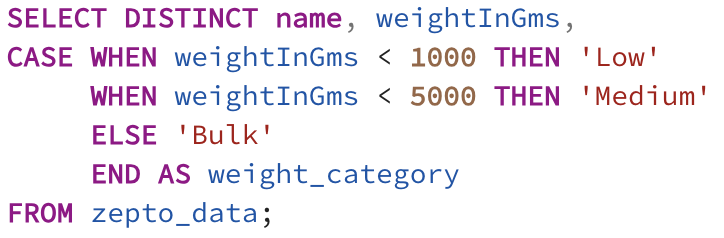 SELECT DISTINCT name, weightInGms,
CASE WHEN weightInGms < 1000 THEN 'Low'
     WHEN weightInGms < 5000 THEN 'Medium'
     ELSE 'Bulk'
     END AS weight_category
FROM zepto_data;